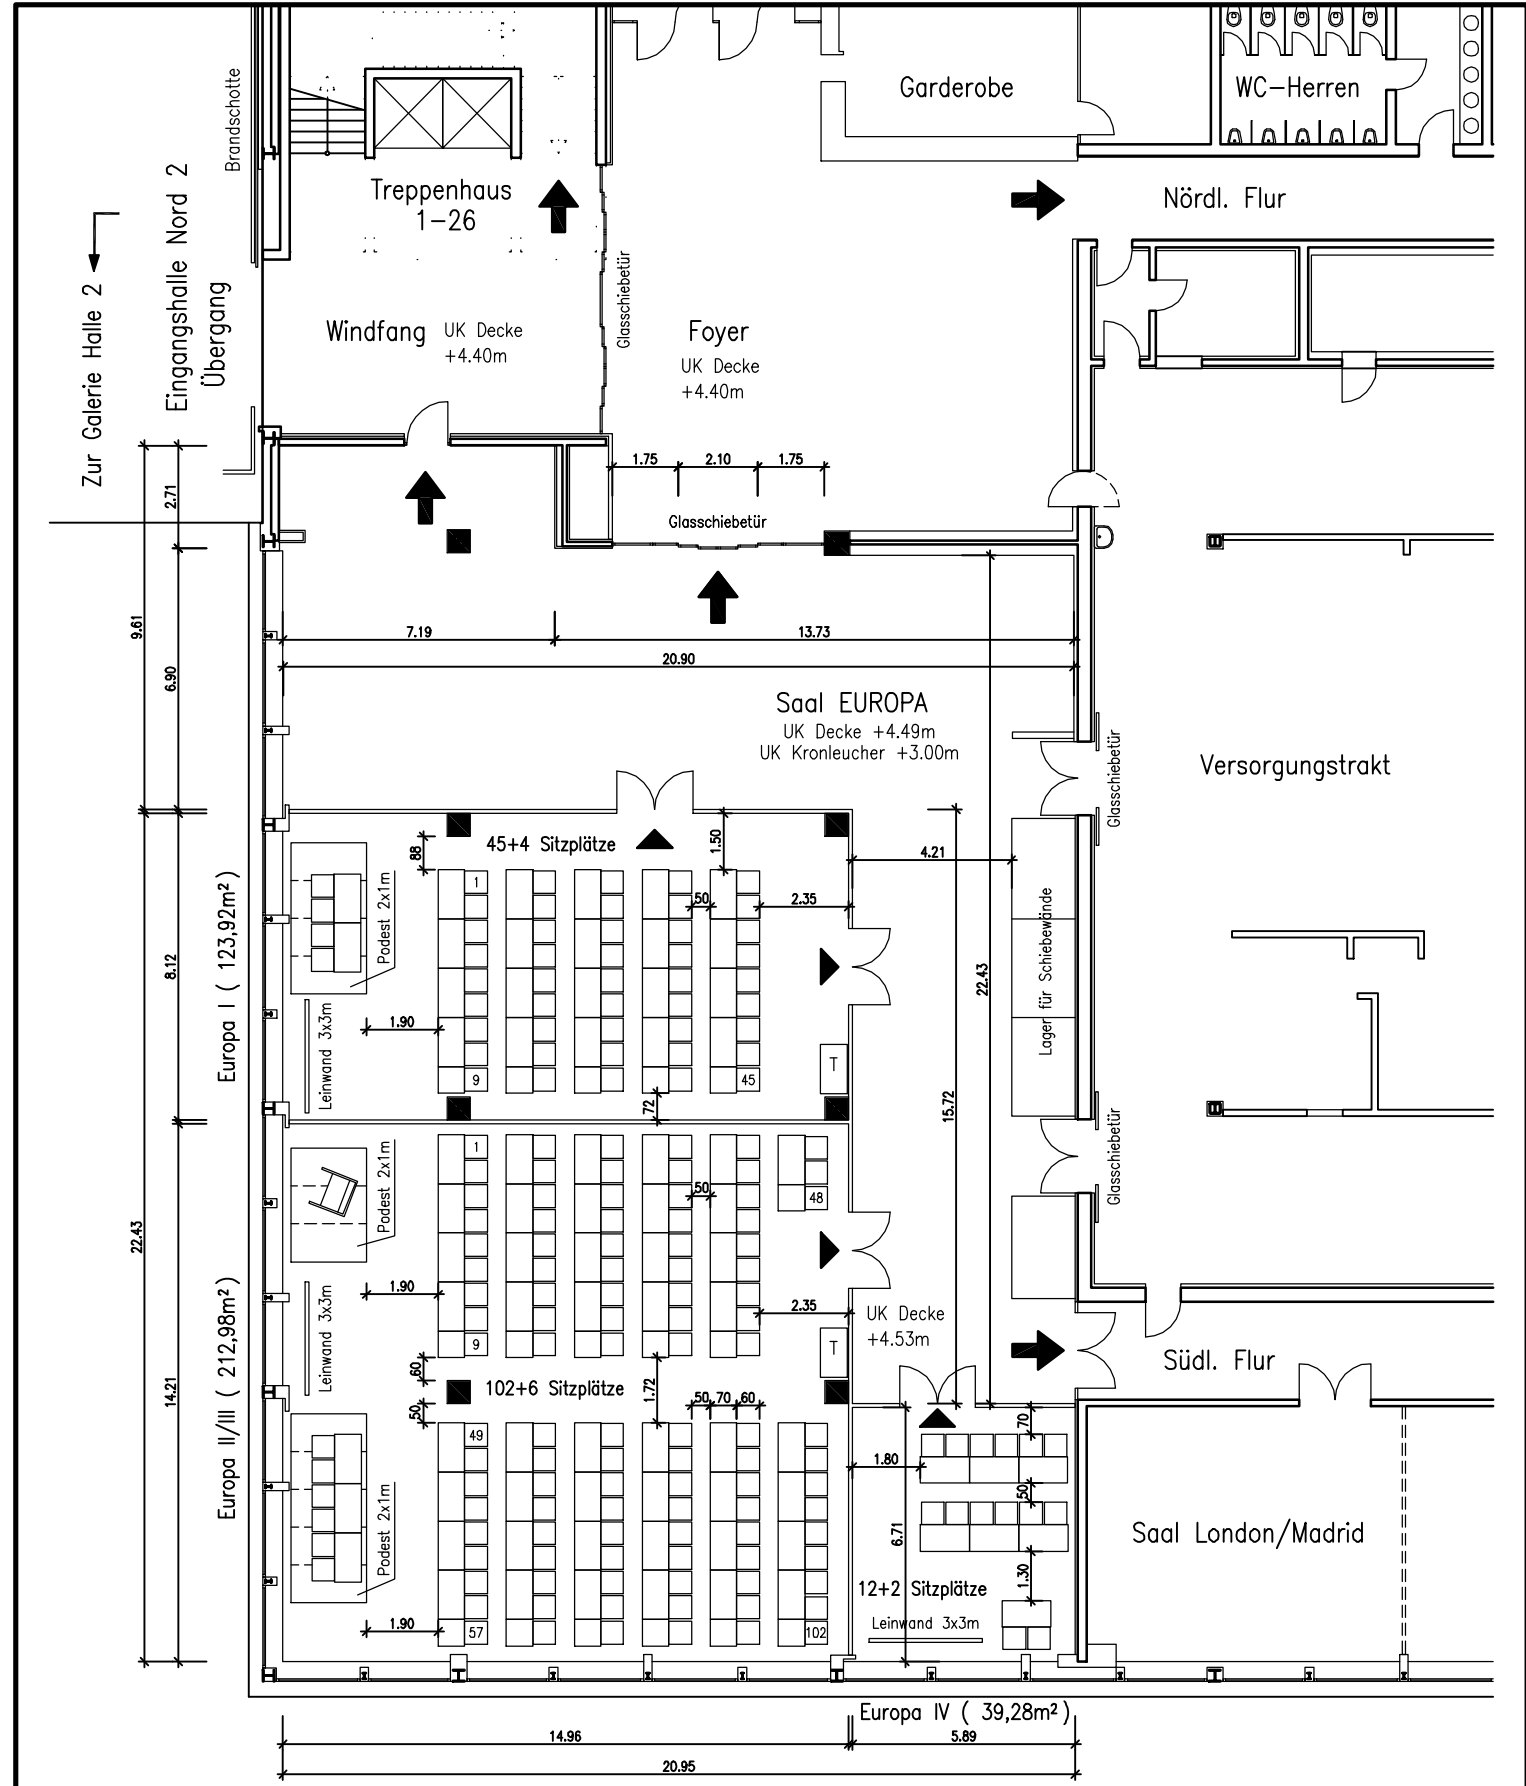 Garderobe
WC-Herren
Brandschotte
Treppenhaus
1-26
Nördl. Flur
Zur Galerie Halle 2
Eingangshalle Nord 2
Übergang
Windfang
UK Decke
+4.40m
Glasschiebetür
Foyer
UK Decke
+4.40m
1.75
2.10
1.75
Glasschiebetür
2.71
9.61
6.90
7.19
13.73
20.90
Saal EUROPA
UK Decke +4.49m
UK Kronleucher +3.00m
Glasschiebetür
Versorgungstrakt
45+4 Sitzplätze
88
1.50
4.21
Podest 2x1m
1
50
2.35
Lager für Schiebewände
Europa I ( 123,92m²)
8.12
22.43
1.90
Leinwand 3x3m
9
45
T
72
15.72
Glasschiebetür
1
Podest 2x1m
50
48
22.43
1.90
2.35
Leinwand 3x3m
9
T
UK Decke
+4.53m
Südl. Flur
Europa II/III ( 212,98m²)
14.21
60
102+6 Sitzplätze
1.72
50
50
70
60
70
49
1.80
50
Podest 2x1m
6.71
Saal London/Madrid
1.30
12+2 Sitzplätze
Leinwand 3x3m
1.90
57
102
Europa IV ( 39,28m²)
14.96
5.89
20.95